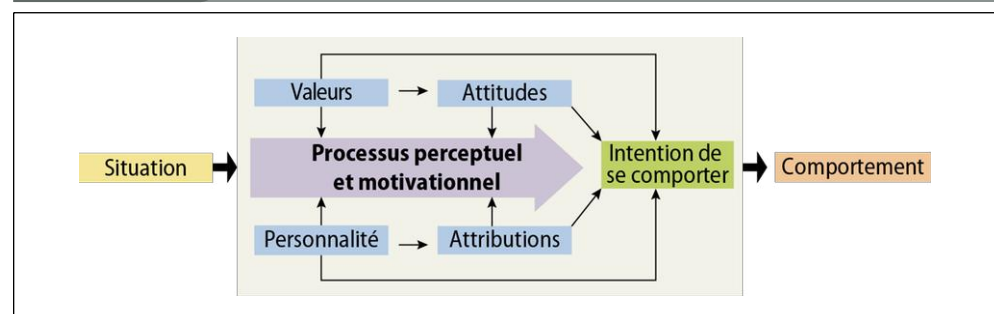 Valeurs
Attitudes
Situation
Processus perceptuel
et motivationnel
Intention de
se comporter
Comportement
Personnalité
Attributions